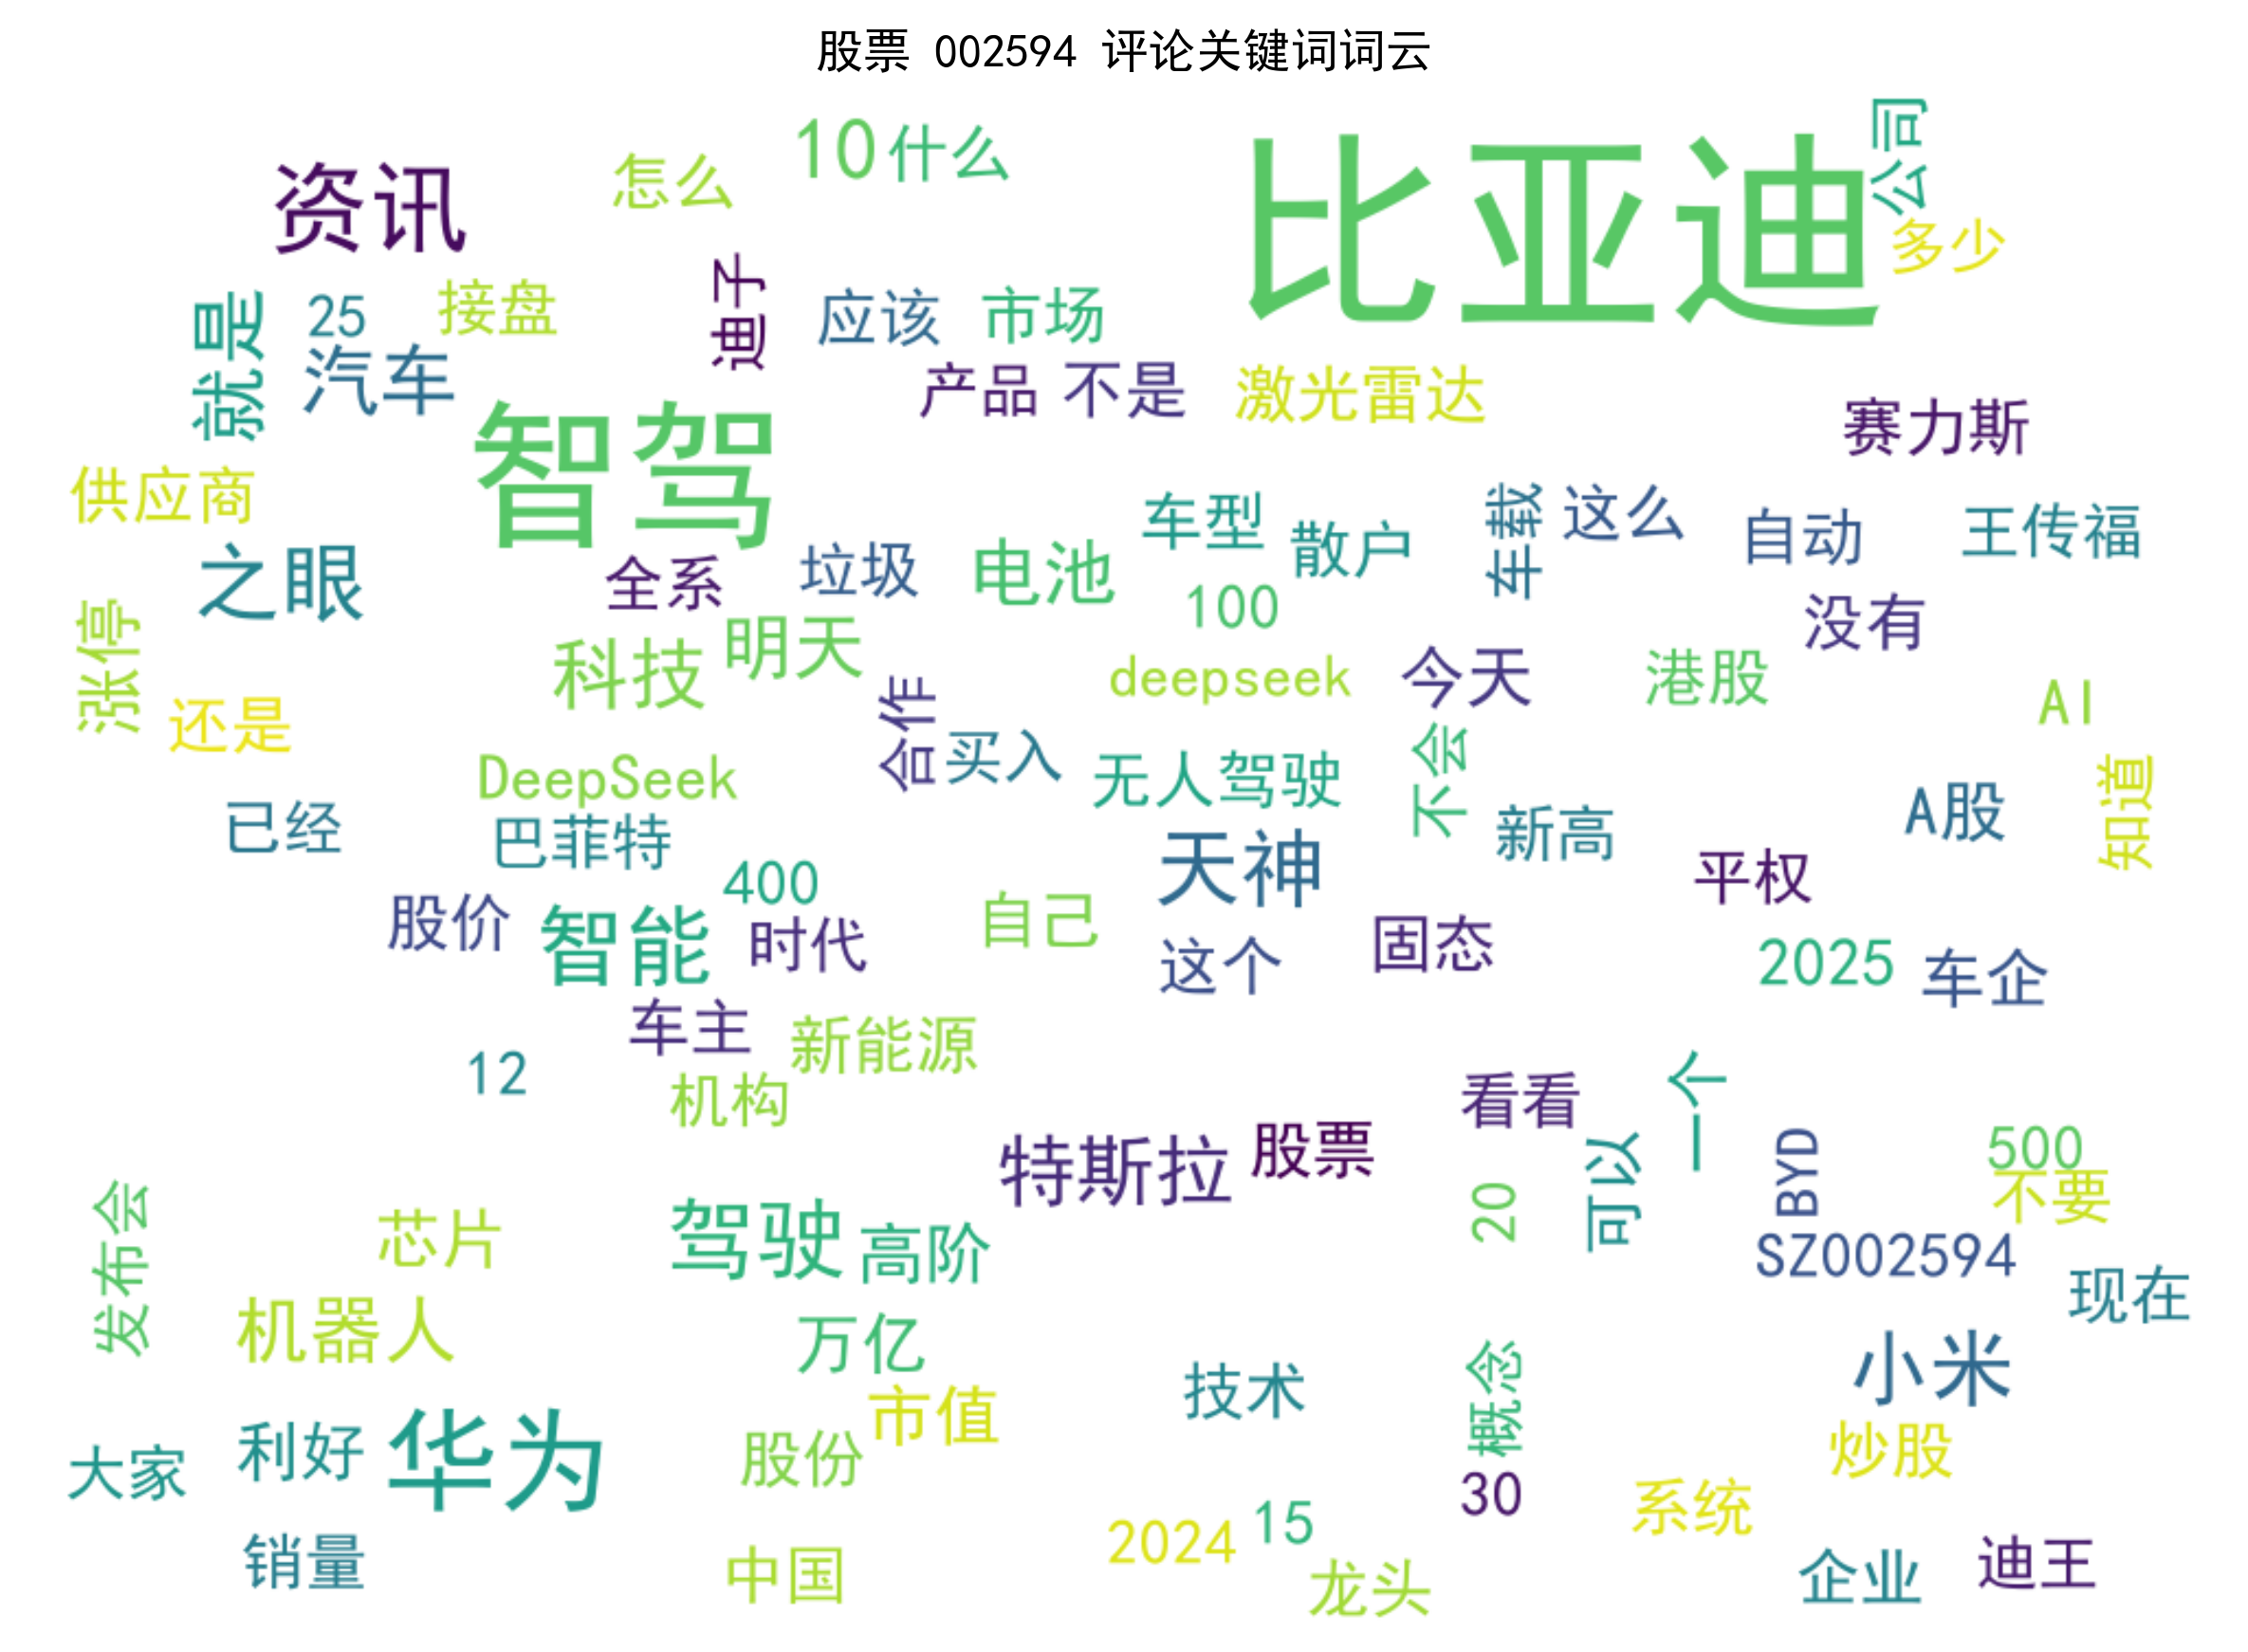 股票 002594 评论关键词词云
比亚迪
公司
多少
资讯
怎么
10
什么
就是
25
接盘
迪子
应该
市场
汽车
产品
不是
激光雷达
智驾
赛力斯
供应商
车型
散户
车载
这么
自动
王传福
之眼
全系
垃圾
电池
100
没有
涨停
科技
明天
deepseek
今天
港股
AI
还是
合作
买入
DeepSeek
无人驾驶
不会
知道
已经
巴菲特
新高
A股
400
天神
平权
股价
智能
时代
自己
这个
固态
2025
车企
车主
新能源
12
机构
看看
一个
特斯拉
股票
可以
BYD
500
不要
20
发布会
芯片
驾驶
高阶
SZ002594
现在
机器人
万亿
技术
概念
小米
市值
大家
利好
华为
股份
炒股
30
系统
销量
中国
2024
15
龙头
企业
迪王